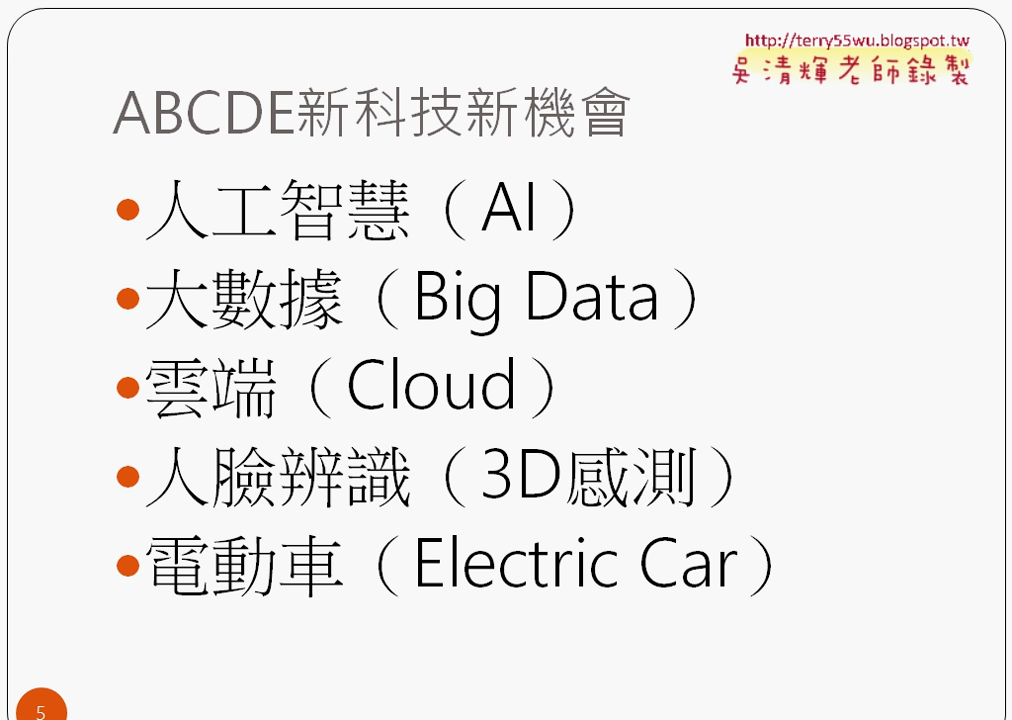 http://terry55wu.blogspot.tw
吳清輝老師錄製
ABCDE新科技新機會
•人工智慧（AI）
•大數據（Big Data）
•雲端（Cloud）
•人臉辨識（3D感測）
•電動車（Electric Car）
5